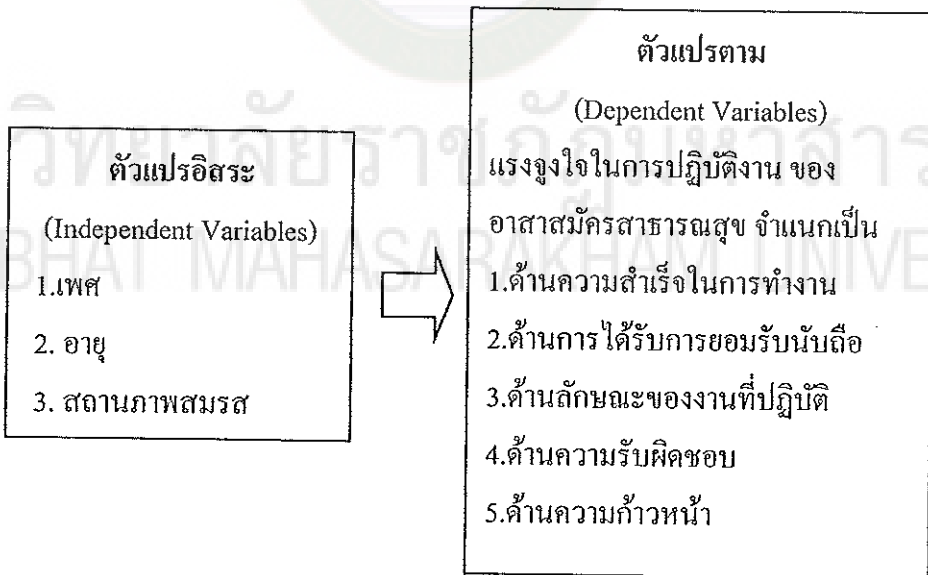 ตัวแปรอิสระ
(Independent Variables)
1.เพศ
2. อายุ
3. สถานภาพสมรส
ตัวแปรตาม
(Dependent Variables)
แรงจูงใจในการปฏิบัติงาน ของ
อาสาสมัครสาธารณสุข จำแนกเป็น
1.ด้านความสำเร็จในการทำงาน
2.ด้านการได้รับการยอมรับนับถือ
3.ด้านลักษณะของงานที่ปฏิบัติ
4.ด้านความรับผิดชอบ
5.ด้านความก้าวหน้า